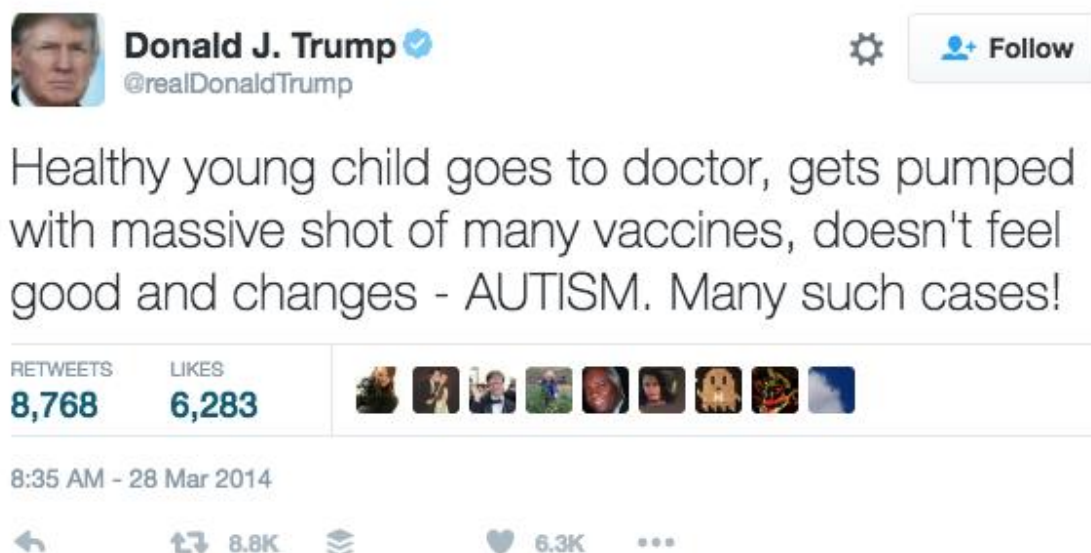 Donald J. Trump
Follow
@realDonaldTrump
Healthy young child goes to doctor, gets pumped
with massive shot of many vaccines, doesn't feel
good and changes - AUTISM. Many such cases!
RETWEETS LIKES
8,768 6,283
8:35 AM - 28 Mar 2014
8.8K 6.3K